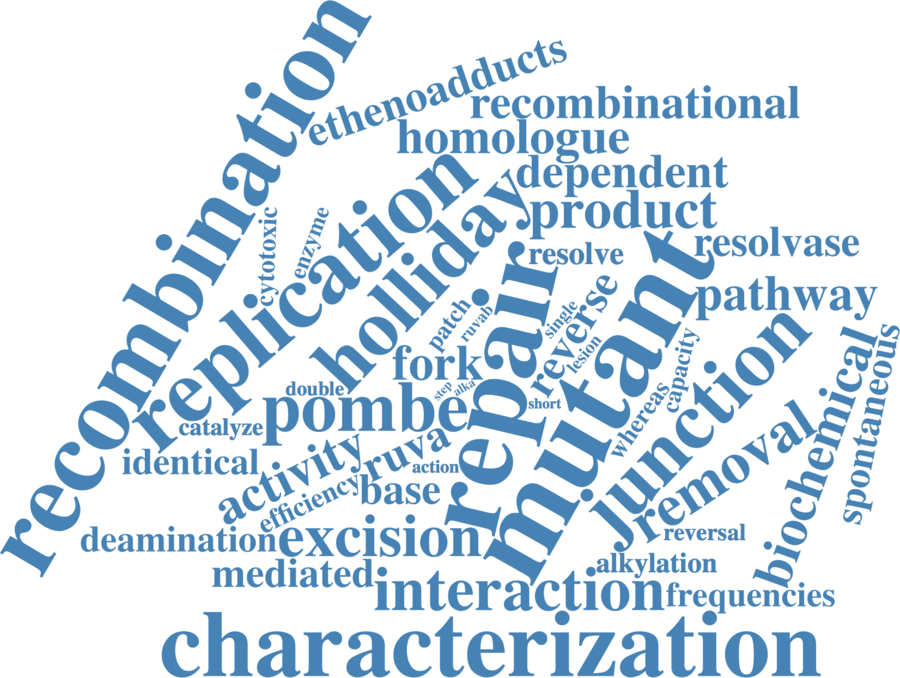 recombination
ethenoadducts
recombinational
homologue
dependent
replication
holliday
product
cytotoxic
enzyme
resolve
resolvase
repair
mutant
pathway
patch
ruvab
single
reverse
lesion
fork
junction
capacity
whereas
biochemical
spontaneous
double
step
alka
short
pombe
catalyze
identical
activity
ruva
action
removal
efficiency
base
deamination
excision
reversal
mediated
alkylation
interaction
frequencies
characterization